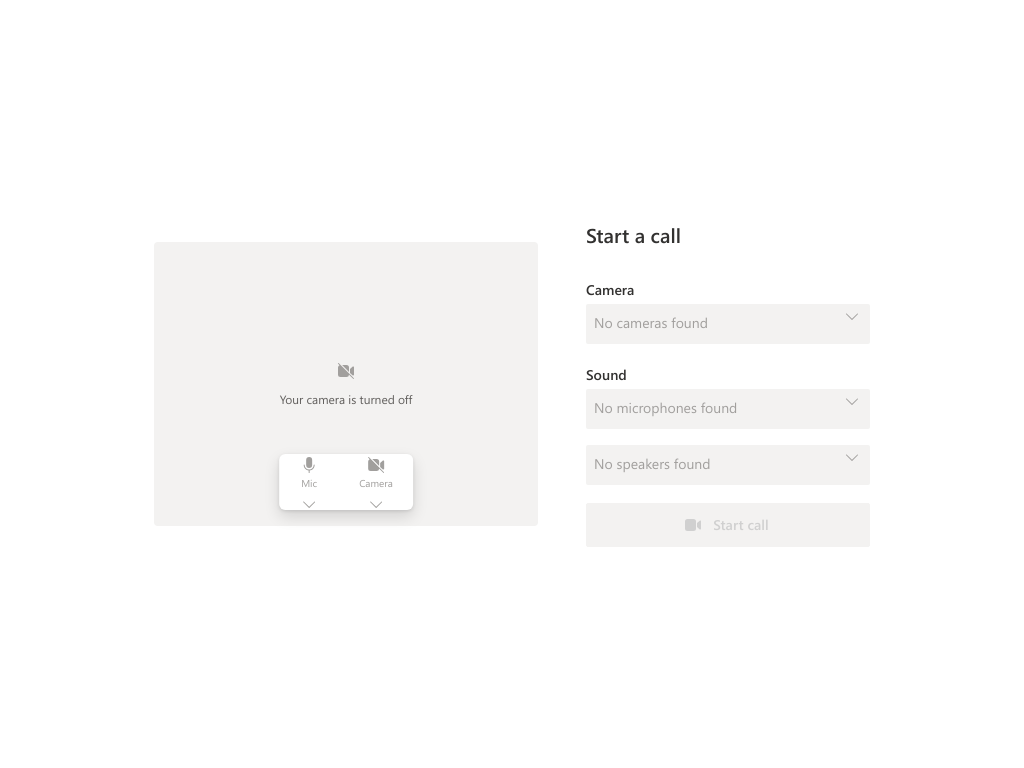 Your camera is turned off
Mic
Camera
Start a call
Camera
No cameras found
Sound
No microphones found
No speakers found
Start call